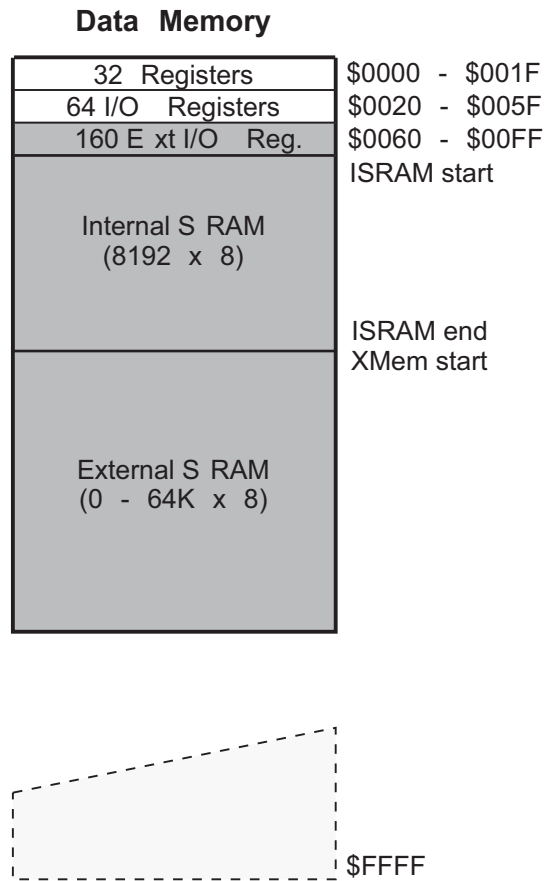 Data Memory
32 Registers $0000 - $001F
64 I/O Registers $0020 - $005F
160 E xt I/O Reg. $0060 - $00FF
ISRAM start
Internal S RAM
(8192 x 8)
ISRAM end
XMem start
External S RAM
(0 - 64K x 8)
$FFFF